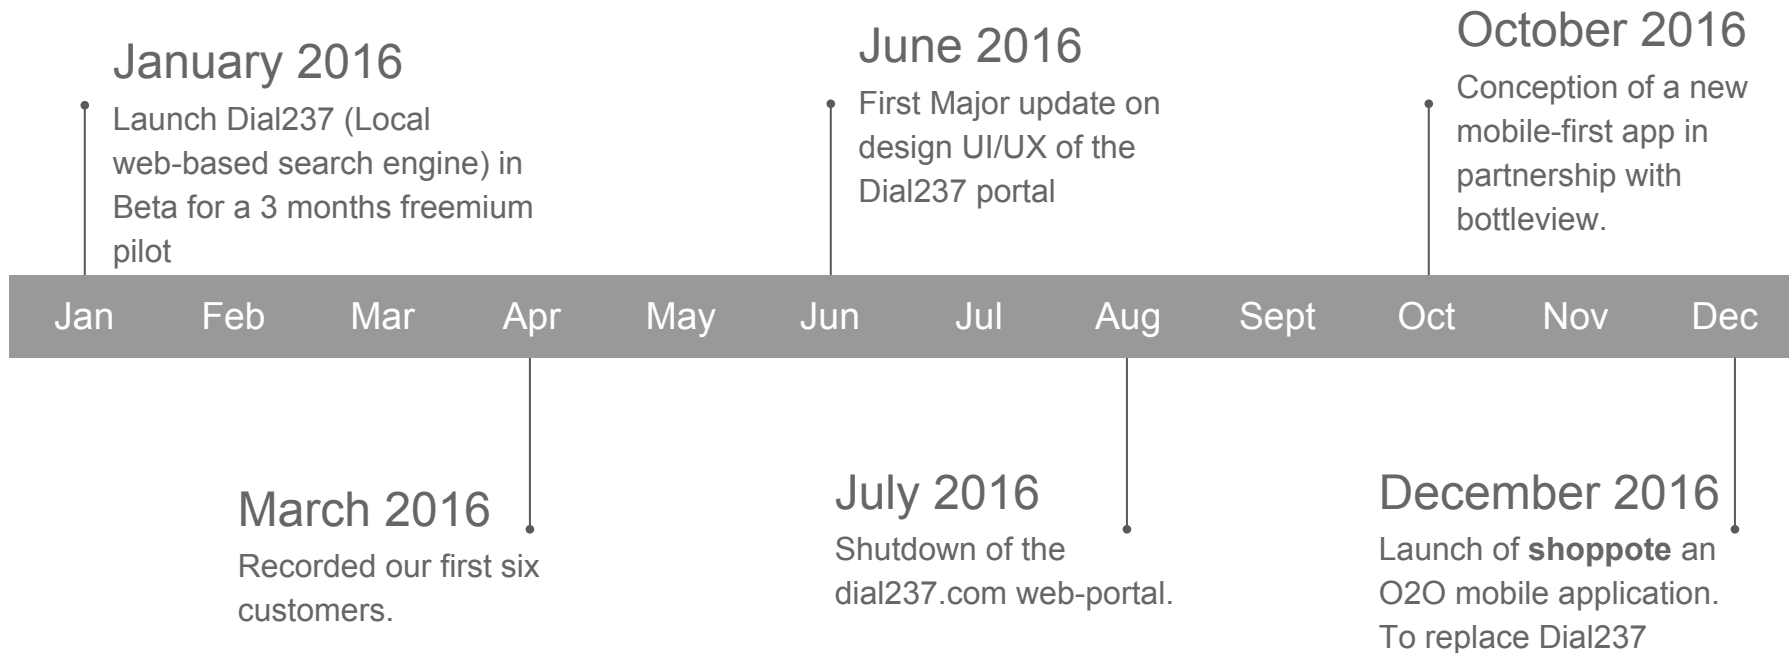 January 2016
Launch Dial237 (Local
web-based search engine) in
Beta for a 3 months freemium
pilot
June 2016
First Major update on
design UI/UX of the
Dial237 portal
October 2016
Conception of a new
mobile-first app in
partnership with
bottleview.
Jan Feb Mar Apr May Jun Jul Aug Sept Oct Nov Dec
March 2016
Recorded our first six
customers.
July 2016
Shutdown of the
dial237.com web-portal.
December 2016
Launch of shoppote an
O2O mobile application.
To replace Dial237